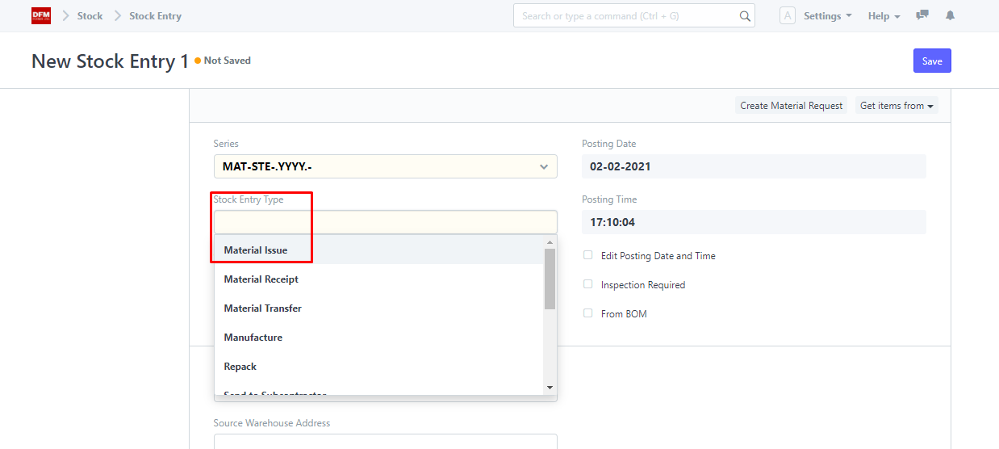 DFM
Stock
Stock Entry
Search or type a command (Ctrl + G)
A
Settings
Help
New Stock Entry 1
Not Saved
Save
Create Material Request
Get items from
Series
Posting Date
MAT-STE-.YYYY.-
02-02-2021
Stock Entry Type
Posting Time
17:10:04
Material Issue
Edit Posting Date and Time
Material Receipt
Inspection Required
Material Transfer
From BOM
Manufacture
Repack
Send to Subcontractor
Source Warehouse Address